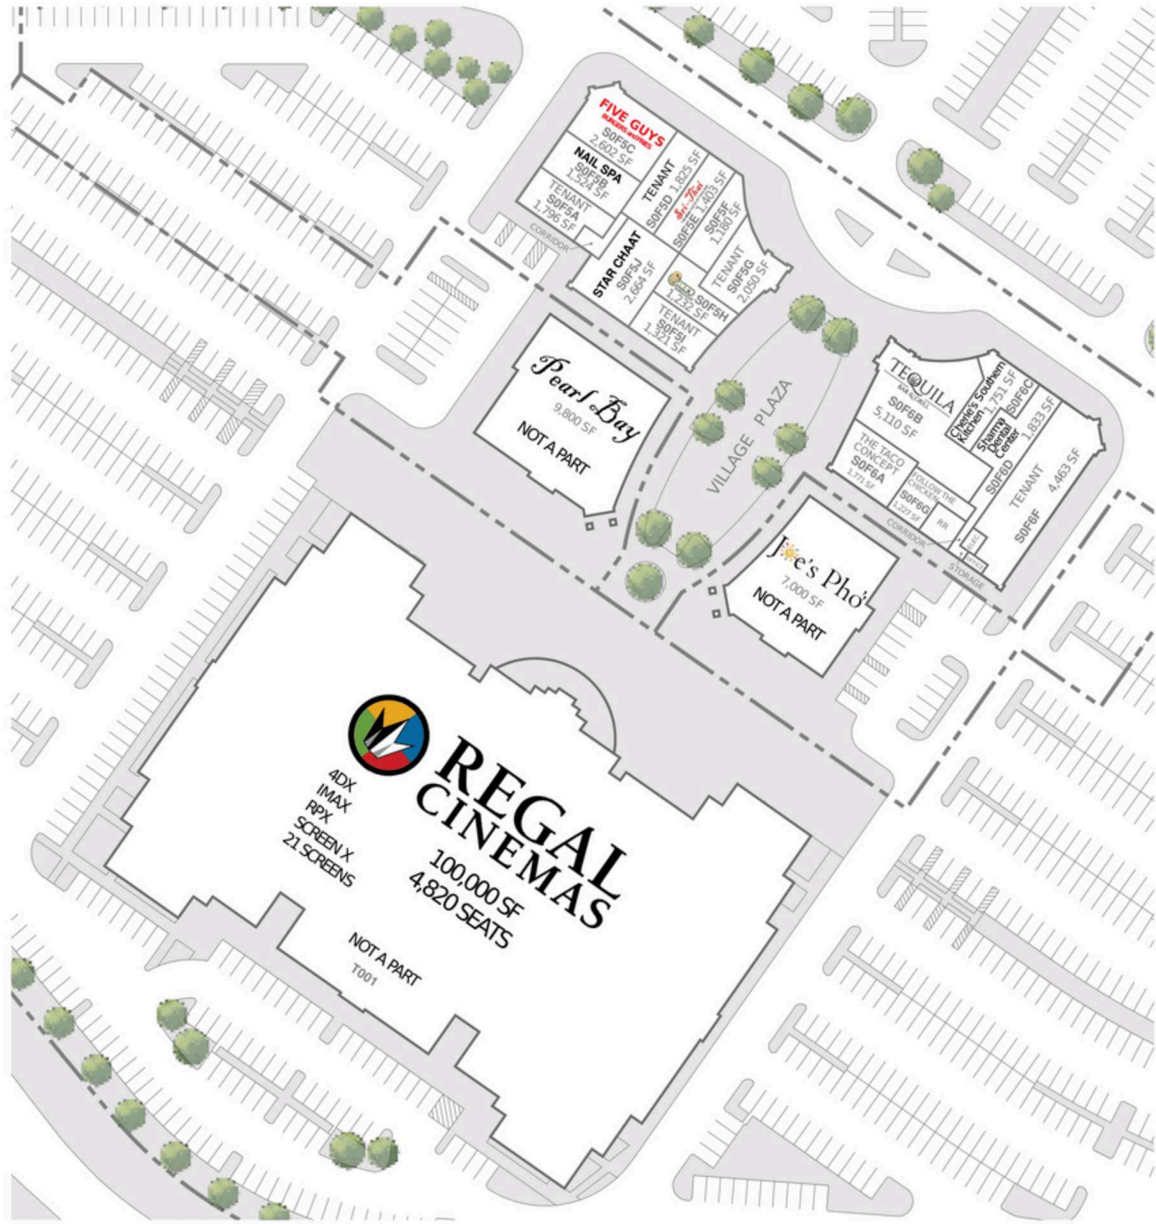 FIVE GUYS
BURGERS and FRIES
S0F5C
2,602 SF
NAIL SPA
S0F5B
1,524 SF
TENANT
S0F5A
1,796 SF
CORRIDOR
TENANT
S0F5D 1,825 SF
Sri-Thai
S0F5E 1,403 SF
S0F5F
1,180 SF
TENANT
S0F5G
2,050 SF
STAR CHAAT
S0F5J
2,664 SF
S0F5H
1,232 SF
TENANT
S0F5I
1,321 SF
Pearl Bay
9,800 SF
NOT A PART
VILLAGE PLAZA
TEQUILA
S0F6B
5,110 SF
Cherie's Southern
Kitchen 1,751 SF
S0F6C
Sharma
Dental
Center
S0F6D 1,833 SF
TENANT 4,463 SF
S0F6F
THE TACO
CONCEPT
S0F6A
1,771 SF
FOLLOW THE
CHICKEN
S0F6G
1,227 SF
RR
CORRIDOR
ELEC
STORAGE
Joe's Pho
7,000 SF
NOT A PART
REGAL
CINEMAS
4DX
IMAX
RPX
SCREEN X
21 SCREENS
100,000 SF
4,820 SEATS
NOT A PART
T001